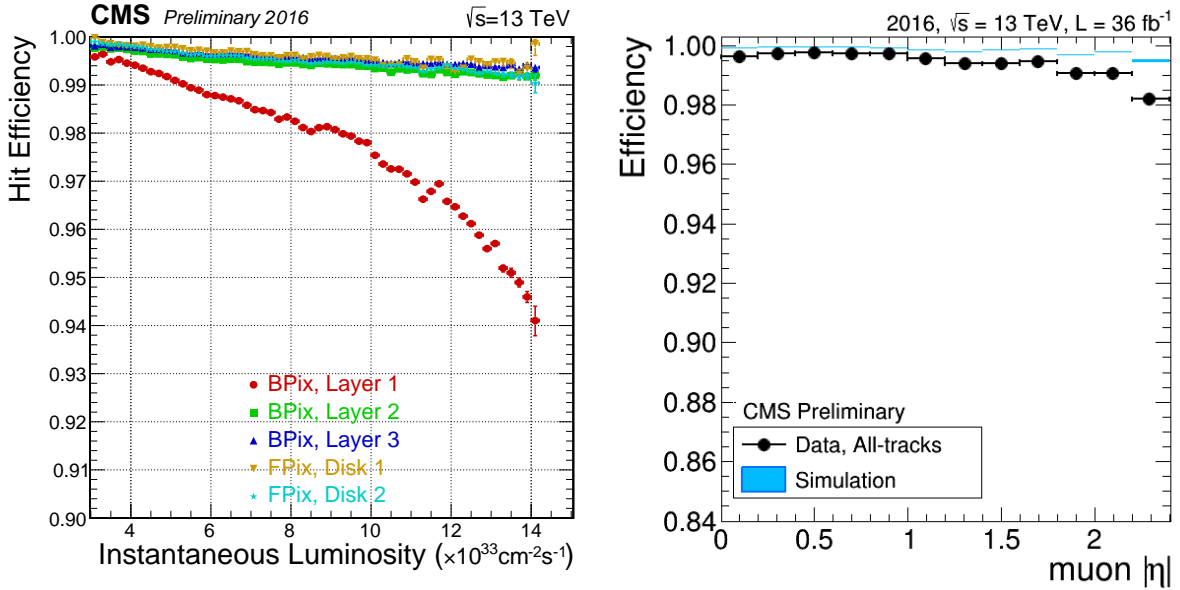 CMS Preliminary 2016 √s=13 TeV
Hit Efficiency
1.00
0.99
0.98
0.97
0.96
0.95
0.94
0.93
0.92
0.91
0.90
BPix, Layer 1
BPix, Layer 2
BPix, Layer 3
FPix, Disk 1
FPix, Disk 2
4 6 8 10 12 14
Instantaneous Luminosity (×10³³cm-2s-1)
2016, √s = 13 TeV, L = 36 fb⁻¹
Efficiency
1.00
0.98
0.96
0.94
0.92
0.90
0.88
0.86
0.84
CMS Preliminary
Data, All-tracks
Simulation
0 0.5 1 1.5 2
muon |η|